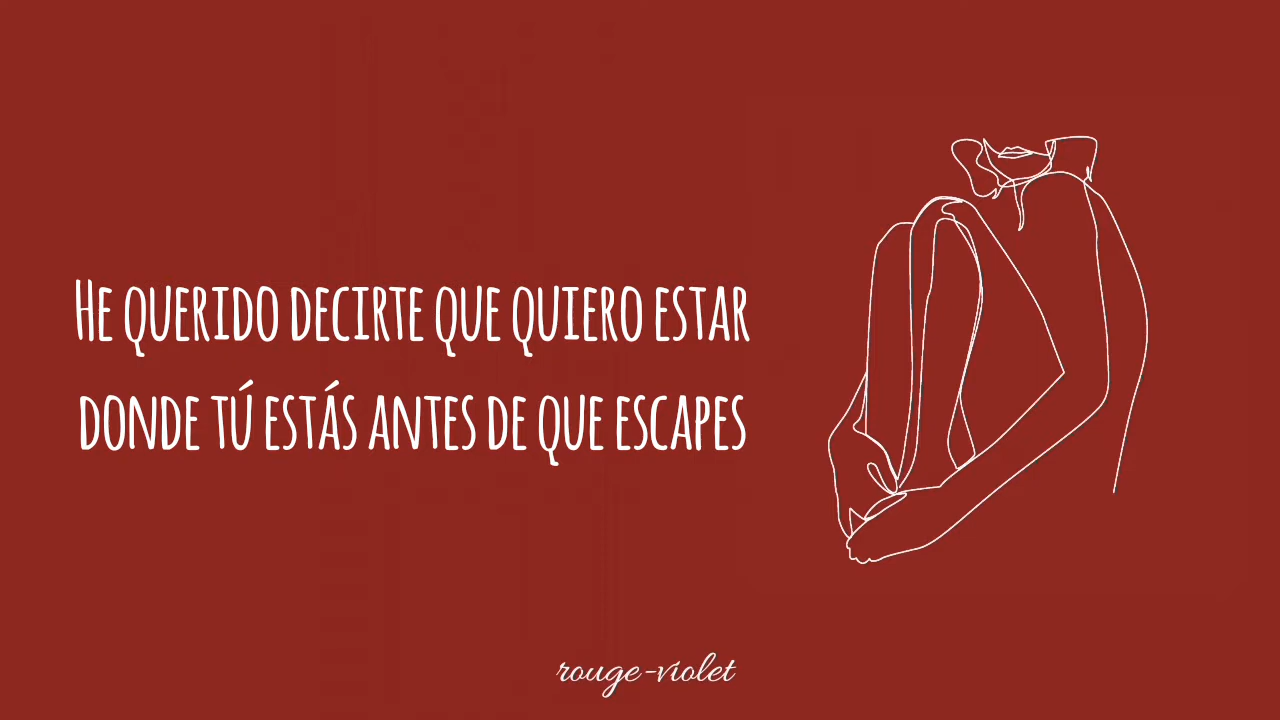 He querido decirte que quiero estar
donde tú estás antes de que escapes
rouge-violet